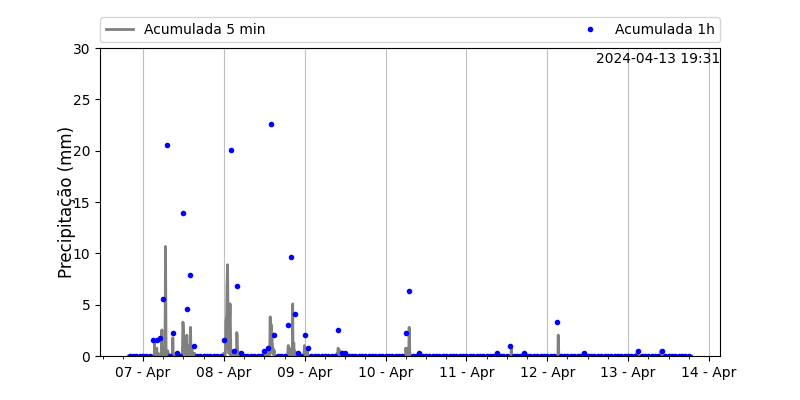 Acumulada 5 min
Acumulada 1h
2024-04-13 19:31
Precipitação (mm)
30
25
20
15
10
5
0
07 - Apr 08 - Apr 09 - Apr 10 - Apr 11 - Apr 12 - Apr 13 - Apr 14 - Apr